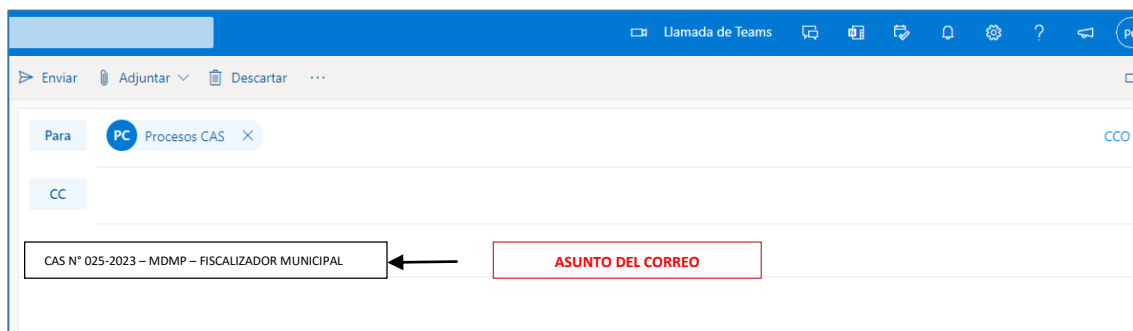 Llamada de Teams
Enviar Adjuntar Descartar ...
Para PC Procesos CAS CCO
CC
CAS N° 025-2023 – MDMP – FISCALIZADOR MUNICIPAL
ASUNTO DEL CORREO